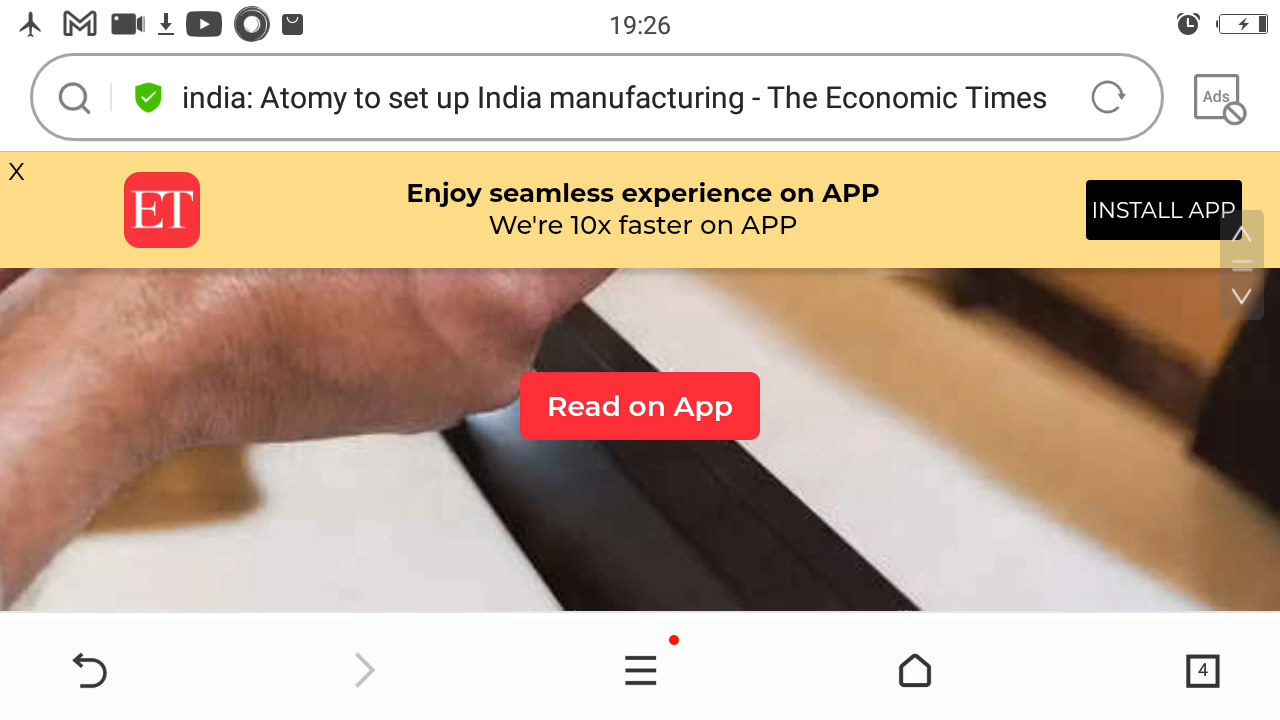 19:26
india: Atomy to set up India manufacturing - The Economic Times
Ads
X
ET
Enjoy seamless experience on APP
We're 10x faster on APP
INSTALL APP
Read on App
4